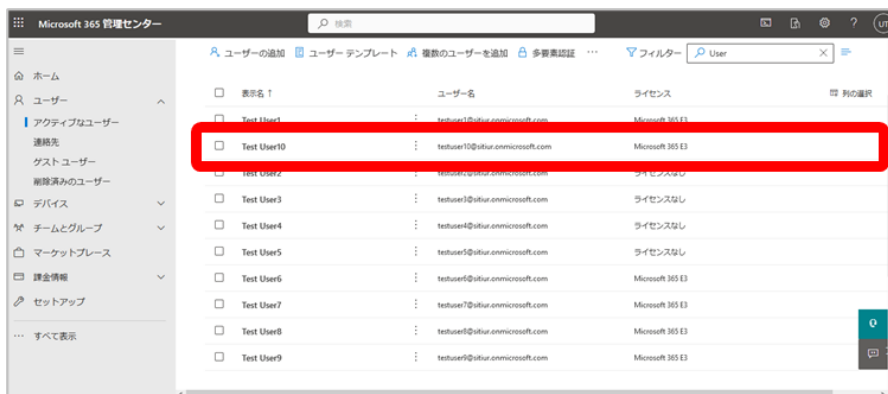 Microsoft 365 管理センター
検索
?
UT
ユーザーの追加 ユーザー テンプレート 複数のユーザーを追加 多要素認証 ... フィルター User
ホーム
ユーザー
アクティブなユーザー
連絡先
ゲスト ユーザー
削除済みのユーザー
デバイス
チームとグループ
マーケットプレース
課金情報
セットアップ
... すべて表示
表示名 ↑ ユーザー名 ライセンス 列の選択
Test User1 testuser1@sitiur.onmicrosoft.com Microsoft 365 E3
Test User10 testuser10@sitiur.onmicrosoft.com Microsoft 365 E3
Test User2 testuser2@sitiur.onmicrosoft.com ライセンスなし
Test User3 testuser3@sitiur.onmicrosoft.com ライセンスなし
Test User4 testuser4@sitiur.onmicrosoft.com ライセンスなし
Test User5 testuser5@sitiur.onmicrosoft.com ライセンスなし
Test User6 testuser6@sitiur.onmicrosoft.com Microsoft 365 E3
Test User7 testuser7@sitiur.onmicrosoft.com Microsoft 365 E3
Test User8 testuser8@sitiur.onmicrosoft.com Microsoft 365 E3
Test User9 testuser9@sitiur.onmicrosoft.com Microsoft 365 E3